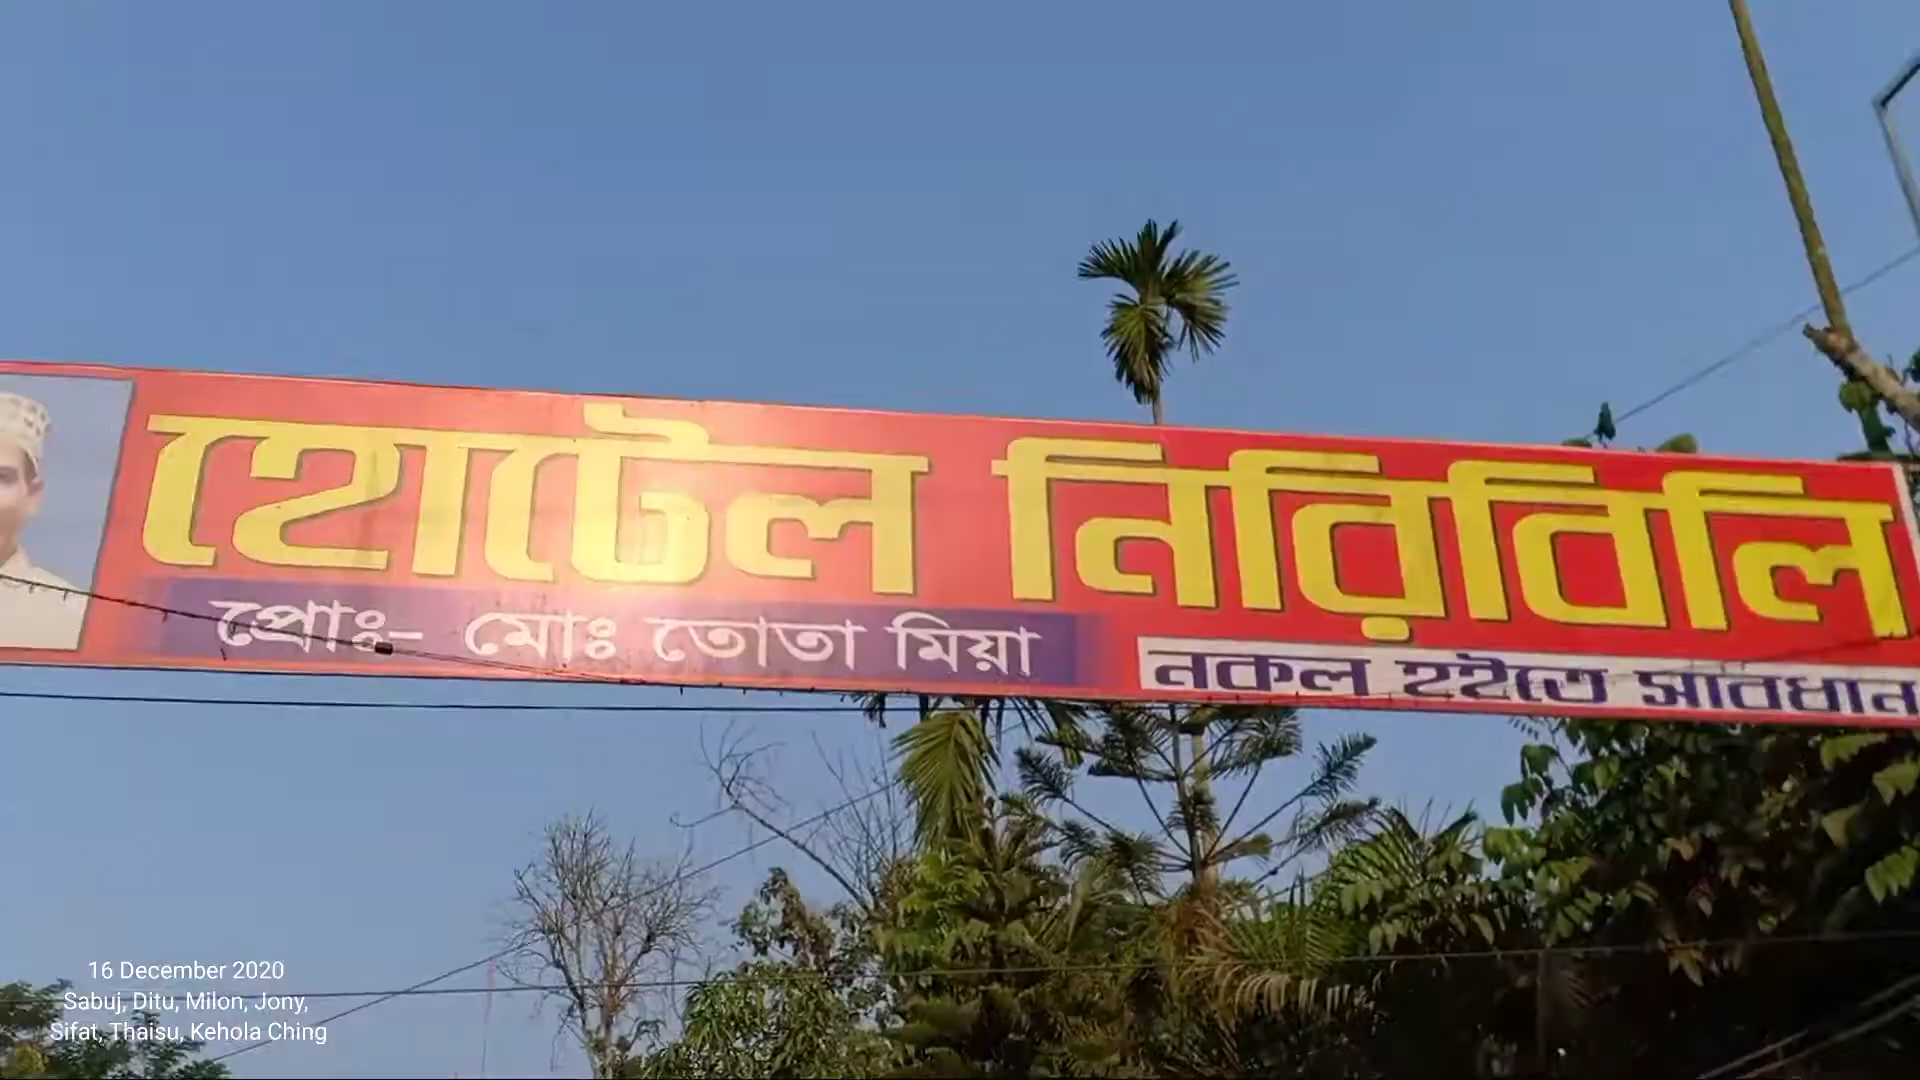 হোটেল নিরিবিলি
প্রোঃ- মোঃ তোতা মিয়া
নকল হইতে সাবধান
16 December 2020
Sabuj, Ditu, Milon, Jony,
Sifat, Thaisu, Kehola Ching